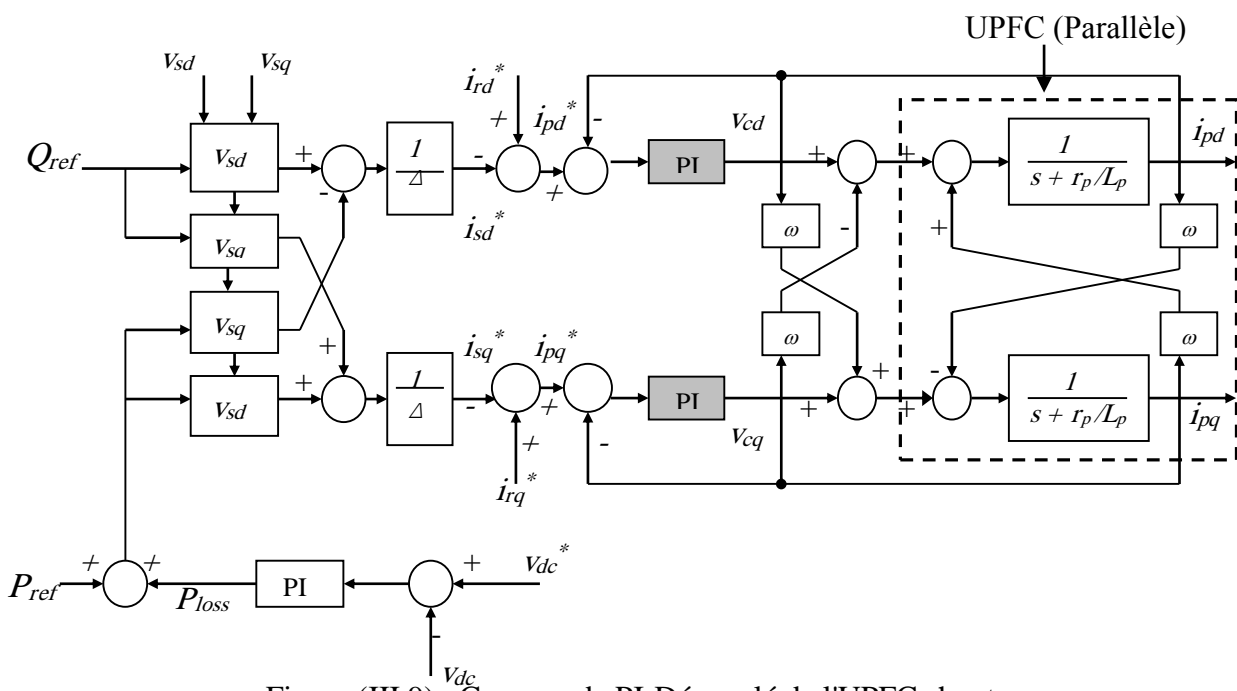 UPFC (Parallèle)
vsd vsq
ird* ipd* - vcd ipd
+
Qref vsd + - 1/Δ - + PI + + + 1/(s + rp/Lp)
isd*
vsq ω - + ω
vsq
+ isq* ipq* ω - ω
vsd + 1/Δ - + PI + + + 1/(s + rp/Lp)
+ - vcq ipq
irq*
+ + + vdc*
Pref Ploss PI
-
vdc